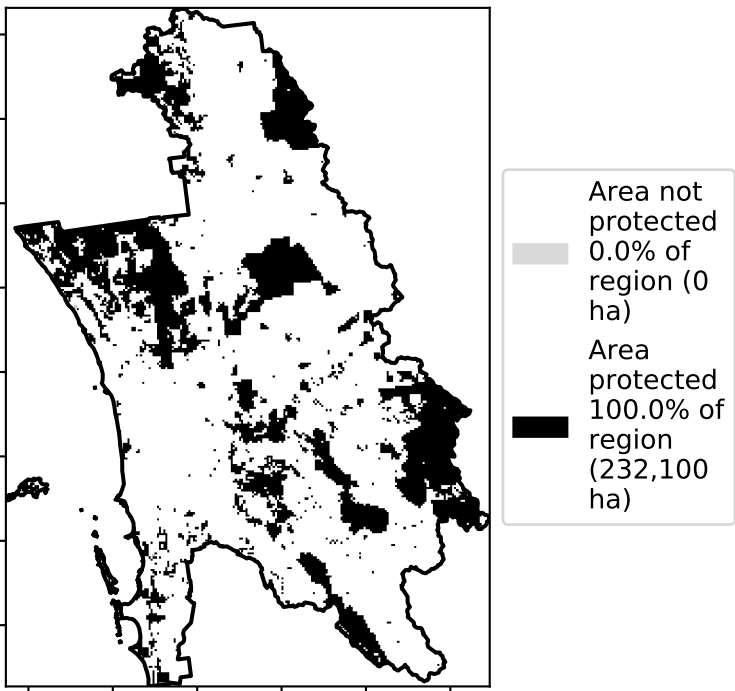 Area not
protected
0.0% of
region (0
ha)
Area
protected
100.0% of
region
(232,100
ha)